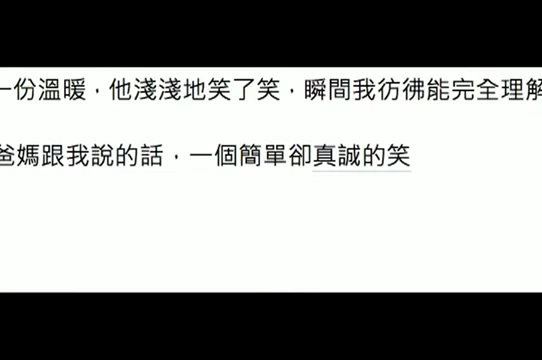 一份溫暖，他淺淺地笑了笑，瞬間我彷彿能完全理解
爸媽跟我說的話，一個簡單卻真誠的笑